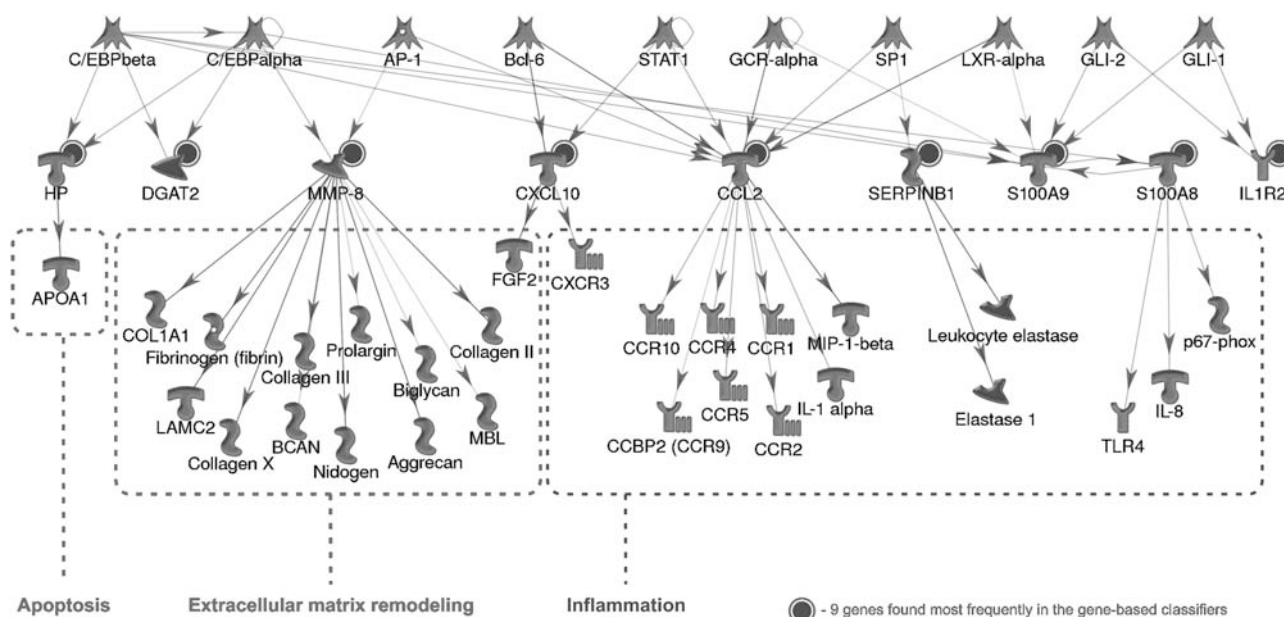 C/EBPbeta
C/EBPalpha
AP-1
Bcl-6
STAT1
GCR-alpha
SP1
LXR-alpha
GLI-2
GLI-1
HP
DGAT2
MMP-8
CXCL10
CCL2
SERPINB1
S100A9
S100A8
IL1R2
APOA1
FGF2
CXCR3
COL1A1
Fibrinogen (fibrin)
Collagen III
Prolargin
Biglycan
Collagen II
LAMC2
Collagen X
BCAN
Nidogen
Aggrecan
MBL
CCR10
CCR4
CCR1
MIP-1-beta
CCR5
IL-1 alpha
CCBP2 (CCR9)
CCR2
Leukocyte elastase
Elastase 1
p67-phox
IL-8
TLR4
Apoptosis
Extracellular matrix remodeling
Inflammation
- 9 genes found most frequently in the gene-based classifiers